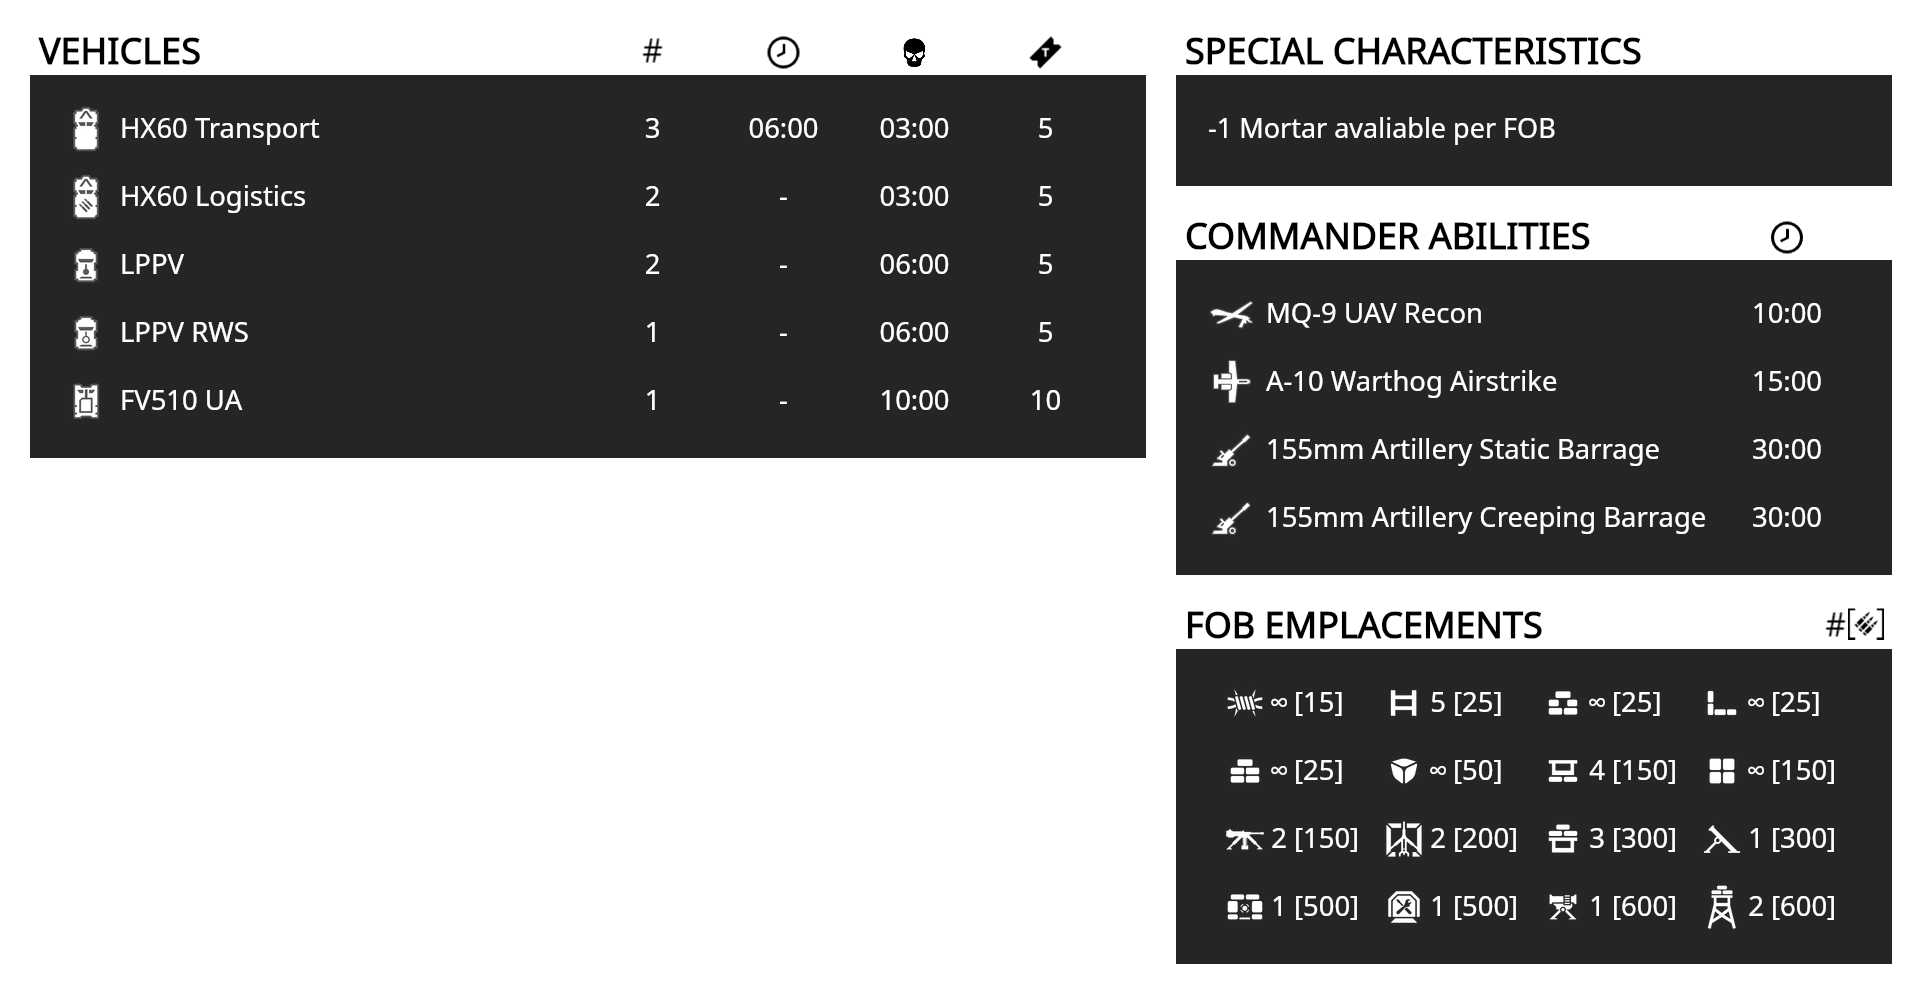 VEHICLES #
HX60 Transport 3 06:00 03:00 5
HX60 Logistics 2 - 03:00 5
LPPV 2 - 06:00 5
LPPV RWS 1 - 06:00 5
FV510 UA 1 - 10:00 10
SPECIAL CHARACTERISTICS
-1 Mortar avaliable per FOB
COMMANDER ABILITIES
MQ-9 UAV Recon 10:00
A-10 Warthog Airstrike 15:00
155mm Artillery Static Barrage 30:00
155mm Artillery Creeping Barrage 30:00
FOB EMPLACEMENTS #[]
∞ [15] 5 [25] ∞ [25] ∞ [25]
∞ [25] ∞ [50] 4 [150] ∞ [150]
2 [150] 2 [200] 3 [300] 1 [300]
1 [500] 1 [500] 1 [600] 2 [600]